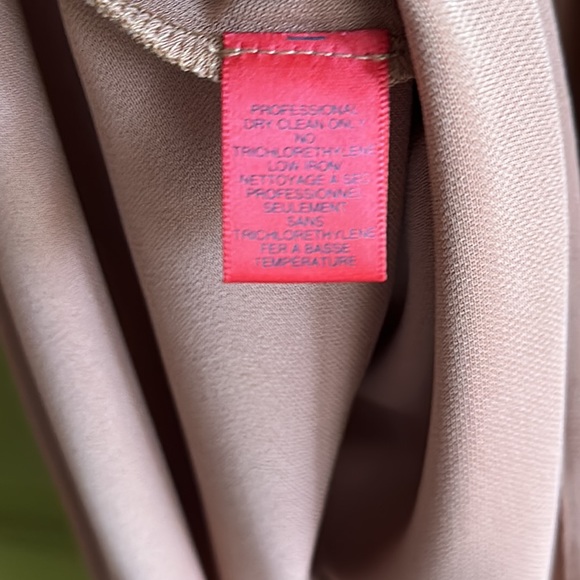 PROFESSIONAL
DRY CLEAN ONLY
NO
TRICHLORETHYLENE
LOW IRON
NETTOYAGE A SEC
PROFESSIONNEL
SEULEMENT
SANS
TRICHLORETHYLENE
FER A BASSE
TEMPERATURE